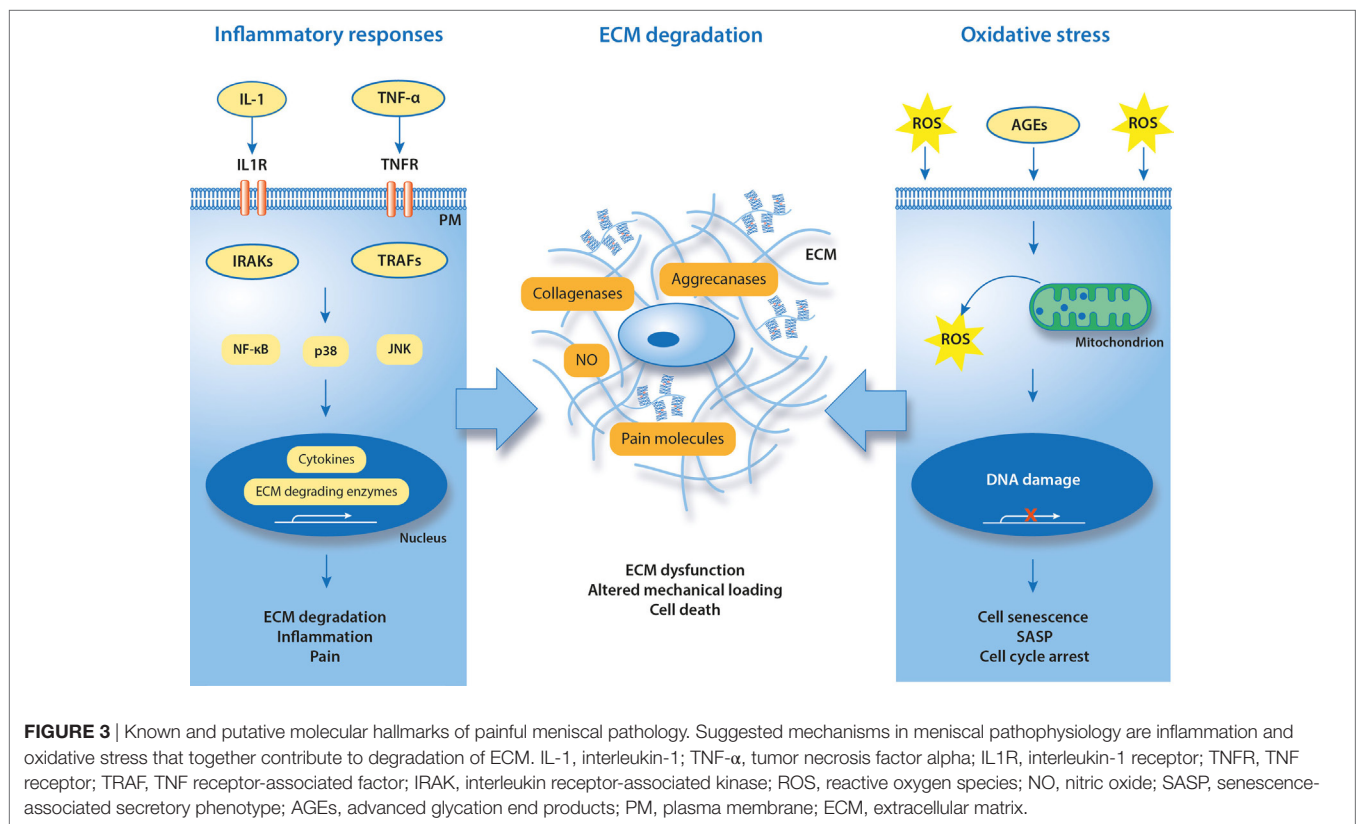 Inflammatory responses
IL-1
TNF-α
IL1R
TNFR
PM
IRAKs
TRAFs
NF-κB
p38
JNK
Cytokines
ECM degrading enzymes
Nucleus
ECM degradation
Inflammation
Pain
ECM degradation
ECM
Aggrecanases
Collagenases
NO
Pain molecules
ECM dysfunction
Altered mechanical loading
Cell death
Oxidative stress
ROS
AGEs
ROS
ROS
Mitochondrion
DNA damage
Cell senescence
SASP
Cell cycle arrest
FIGURE 3 | Known and putative molecular hallmarks of painful meniscal pathology. Suggested mechanisms in meniscal pathophysiology are inflammation and
oxidative stress that together contribute to degradation of ECM. IL-1, interleukin-1; TNF-α, tumor necrosis factor alpha; IL1R, interleukin-1 receptor; TNFR, TNF
receptor; TRAF, TNF receptor-associated factor; IRAK, interleukin receptor-associated kinase; ROS, reactive oxygen species; NO, nitric oxide; SASP, senescence-
associated secretory phenotype; AGEs, advanced glycation end products; PM, plasma membrane; ECM, extracellular matrix.